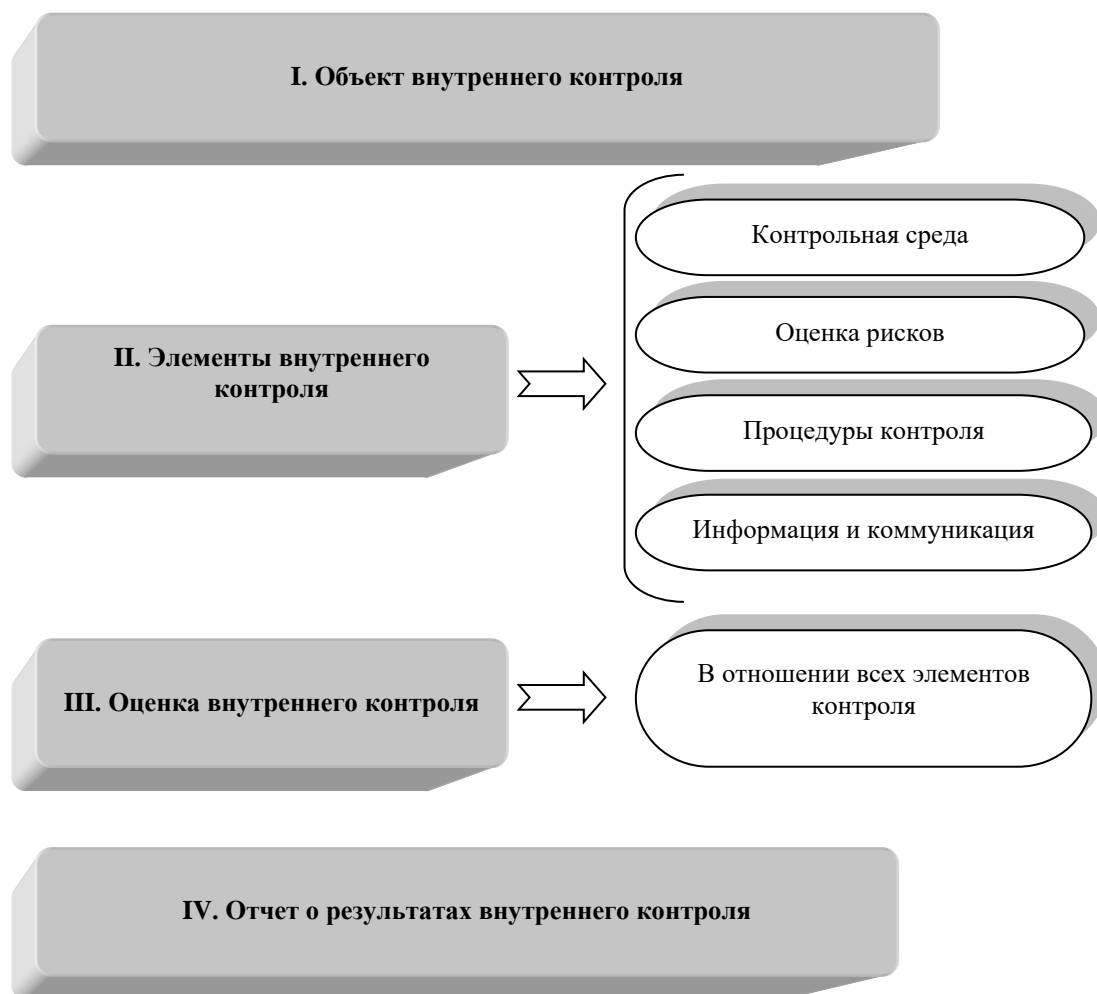 I. Объект внутреннего контроля
Контрольная среда
Оценка рисков
II. Элементы внутреннего
контроля
Процедуры контроля
Информация и коммуникация
III. Оценка внутреннего контроля
В отношении всех элементов
контроля
IV. Отчет о результатах внутреннего контроля